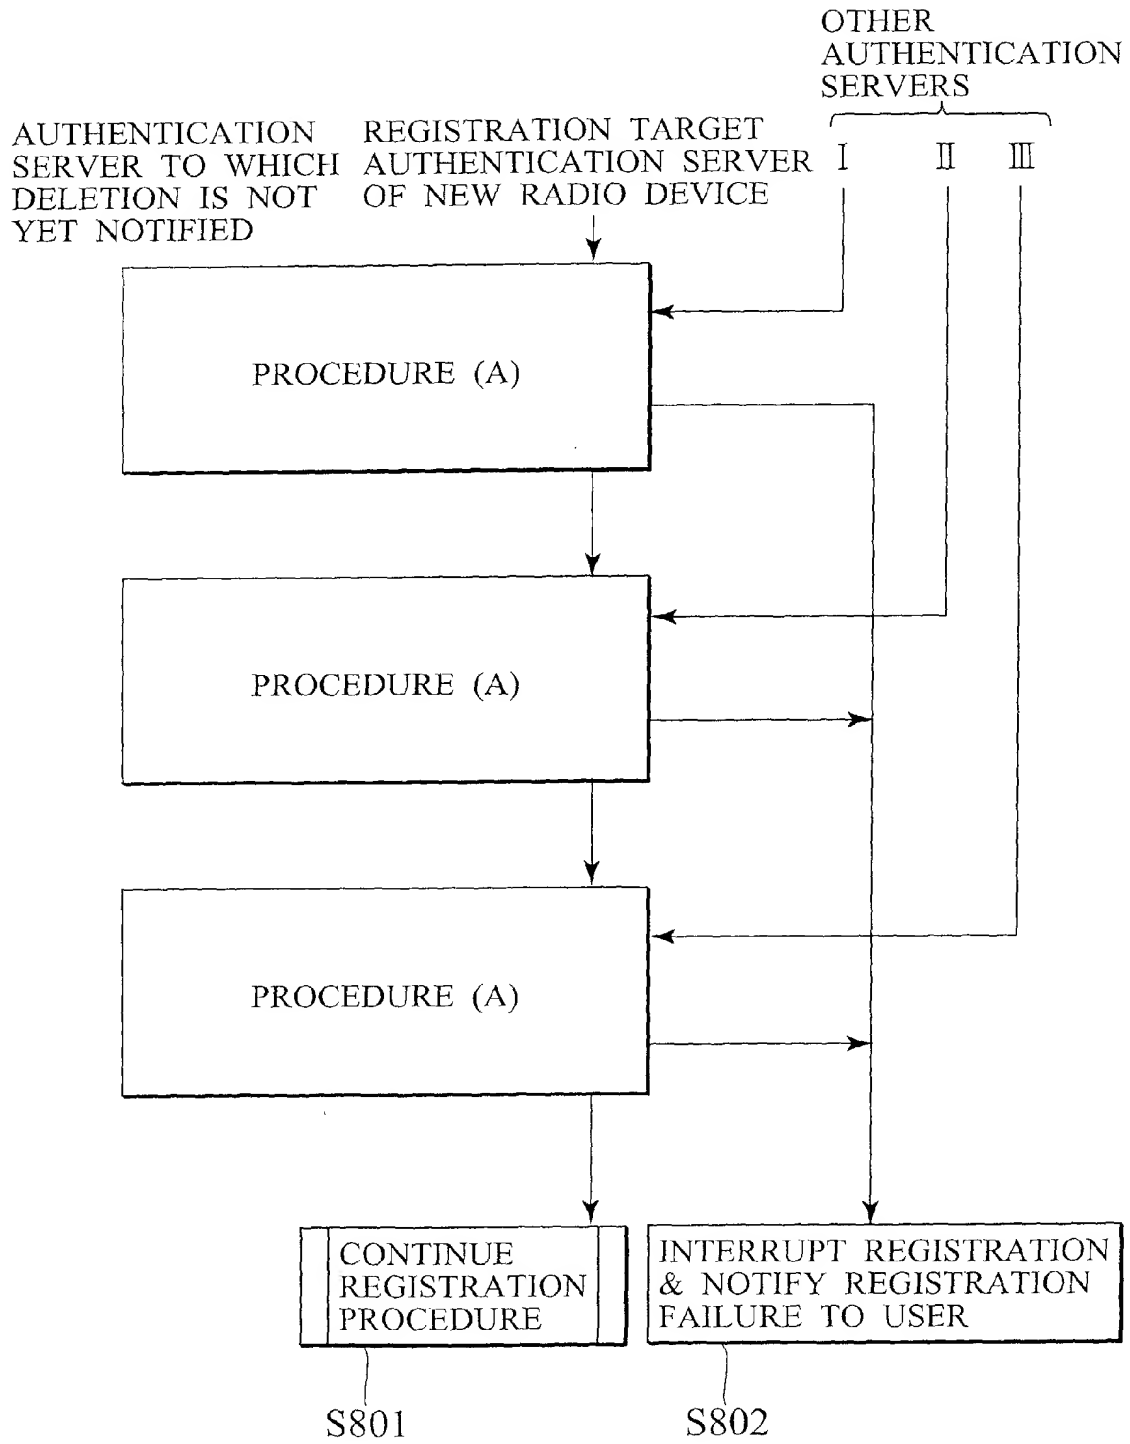 OTHER
AUTHENTICATION
SERVERS
AUTHENTICATION
SERVER TO WHICH
DELETION IS NOT
YET NOTIFIED
REGISTRATION TARGET
AUTHENTICATION SERVER
OF NEW RADIO DEVICE
I II III
PROCEDURE (A)
PROCEDURE (A)
PROCEDURE (A)
CONTINUE
REGISTRATION
PROCEDURE
INTERRUPT REGISTRATION
& NOTIFY REGISTRATION
FAILURE TO USER
S801
S802